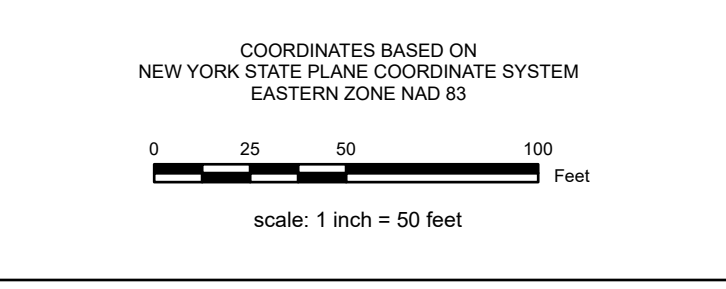 COORDINATES BASED ON
NEW YORK STATE PLANE COORDINATE SYSTEM
EASTERN ZONE NAD 83
0 25 50 100
Feet
scale: 1 inch = 50 feet